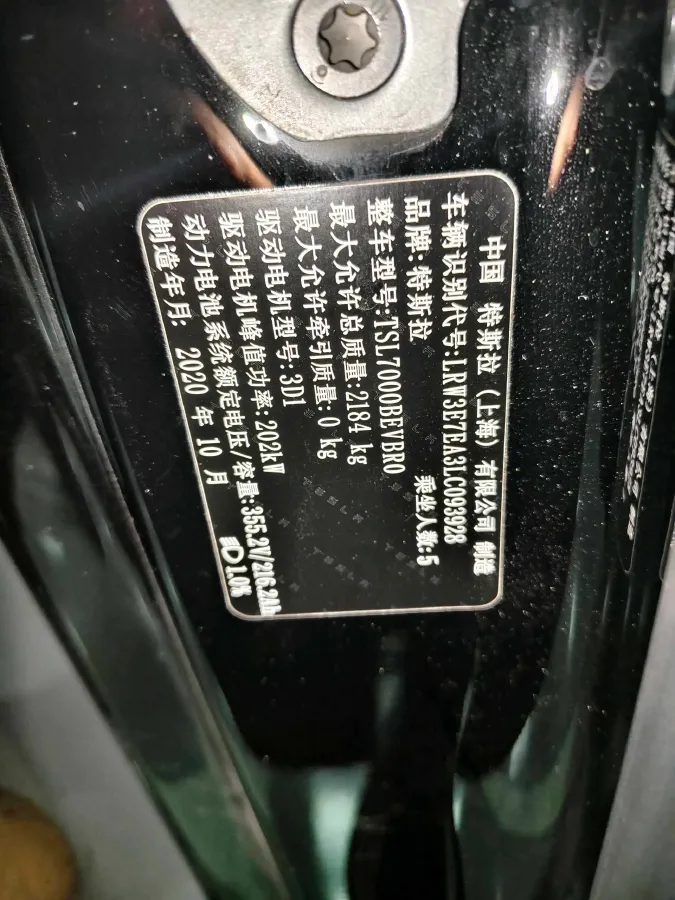 中国 特斯拉（上海）有限公司 制造
车辆识别代号:LRW3E7EA3LC093928
品牌:特斯拉 乘坐人数:5
整车型号:TSL7000BEVBR0
最大允许总质量:2184 kg
最大允许牵引质量:0 kg
驱动电机型号:3D1
驱动电机峰值功率:202kW
动力电池系统额定电压/容量:355.2V/216.2Ah
制造年月: 2020 年 10 月 1.0%